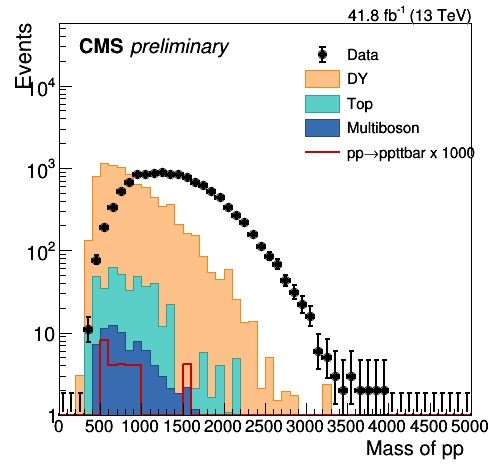 41.8 fb⁻¹ (13 TeV)
Events
CMS preliminary
Data
DY
Top
Multiboson
pp→ppttbar x 1000
10⁴
10³
10²
10
1
0 500 1000 1500 2000 2500 3000 3500 4000 4500 5000
Mass of pp